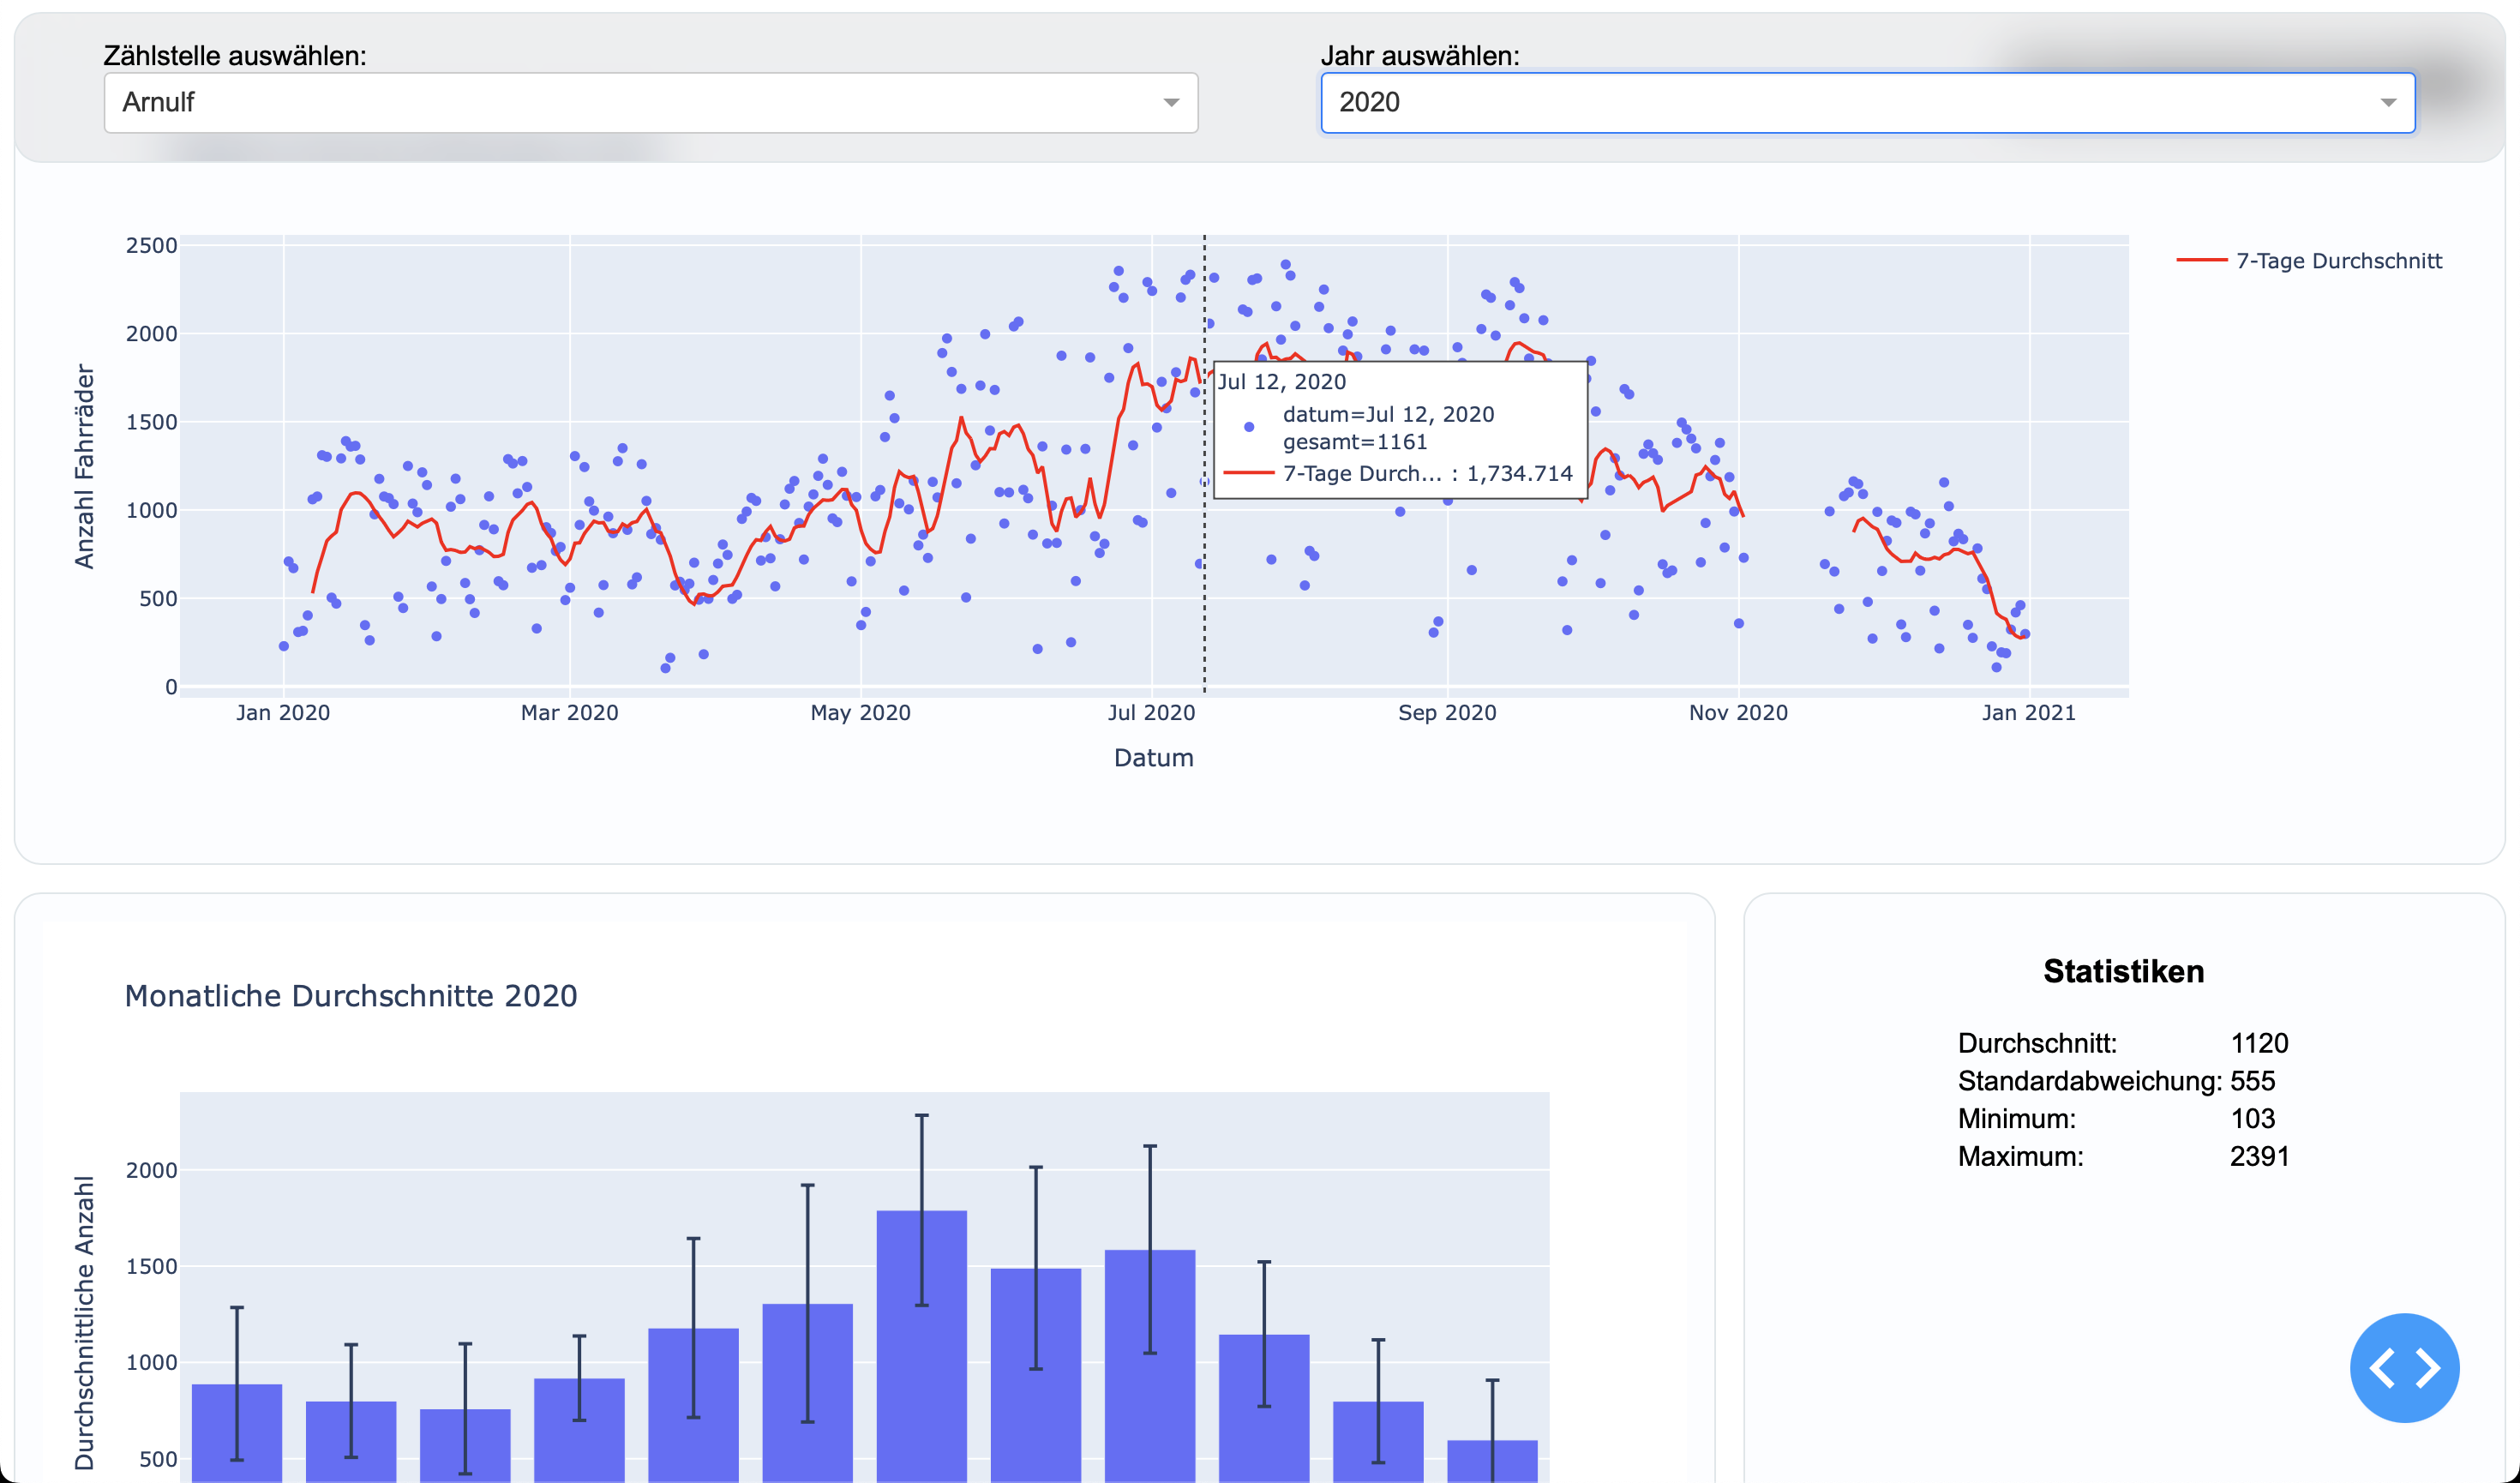 Zählstelle auswählen:
Jahr auswählen:
Arnulf
2020
2500
2000
1500
1000
500
0
Anzahl Fahrräder
7-Tage Durchschnitt
Jul 12, 2020
datum=Jul 12, 2020
gesamt=1161
7-Tage Durch... : 1,734.714
Jan 2020
Mar 2020
May 2020
Jul 2020
Sep 2020
Nov 2020
Jan 2021
Datum
Monatliche Durchschnitte 2020
2000
1500
1000
500
Durchschnittliche Anzahl
Statistiken
Durchschnitt: 1120
Standardabweichung: 555
Minimum: 103
Maximum: 2391